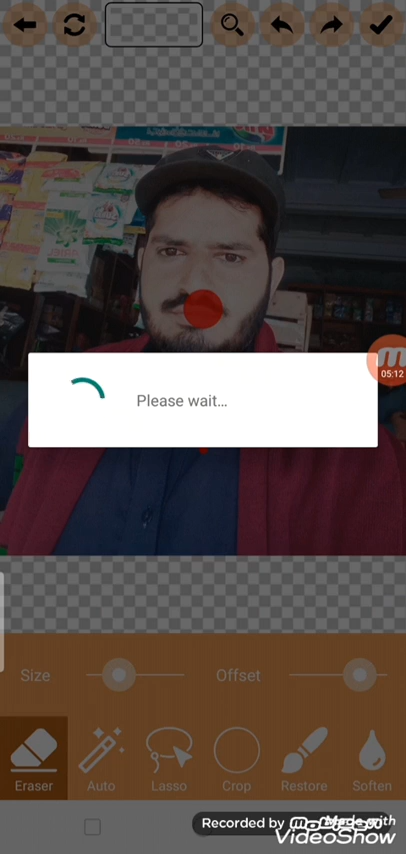 Please wait...
05:12
Size
Offset
Eraser
Auto
Lasso
Crop
Restore
Soften
Recorded by
Made with
VideoShow